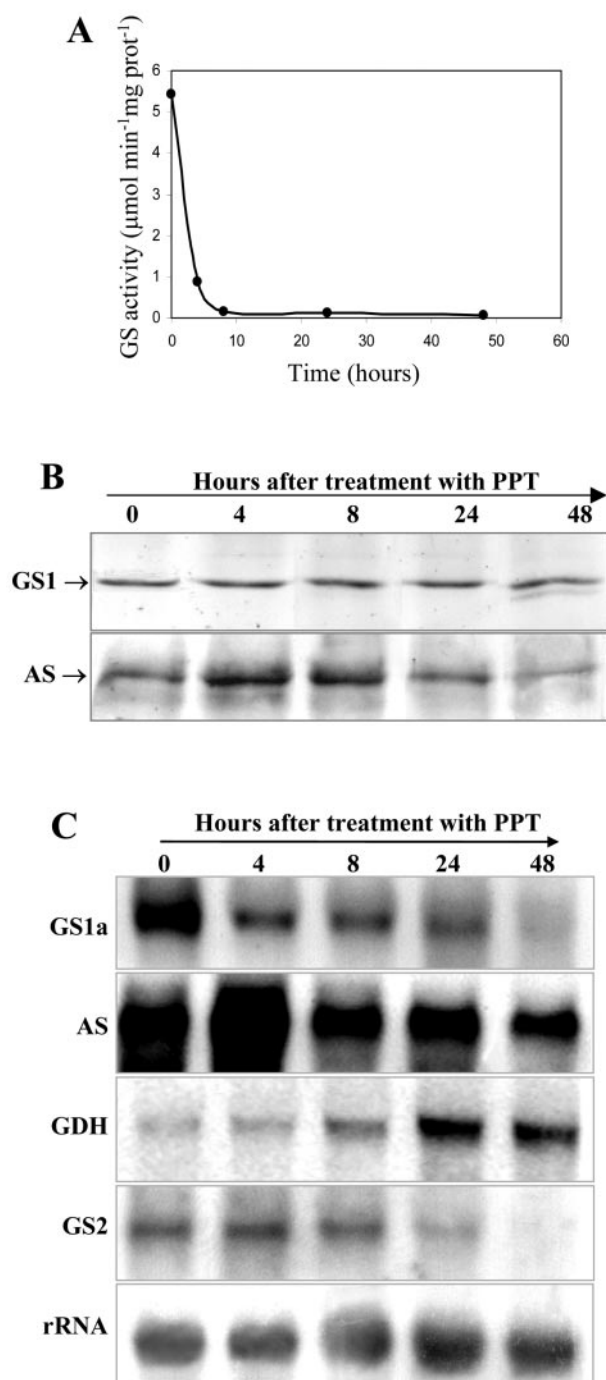 A
GS activity (µmol min⁻¹mg prot⁻¹)
6
5
4
3
2
1
0
0 10 20 30 40 50 60
Time (hours)
B
Hours after treatment with PPT
0 4 8 24 48
GS1 →
AS →
C
Hours after treatment with PPT
0 4 8 24 48
GS1a
AS
GDH
GS2
rRNA